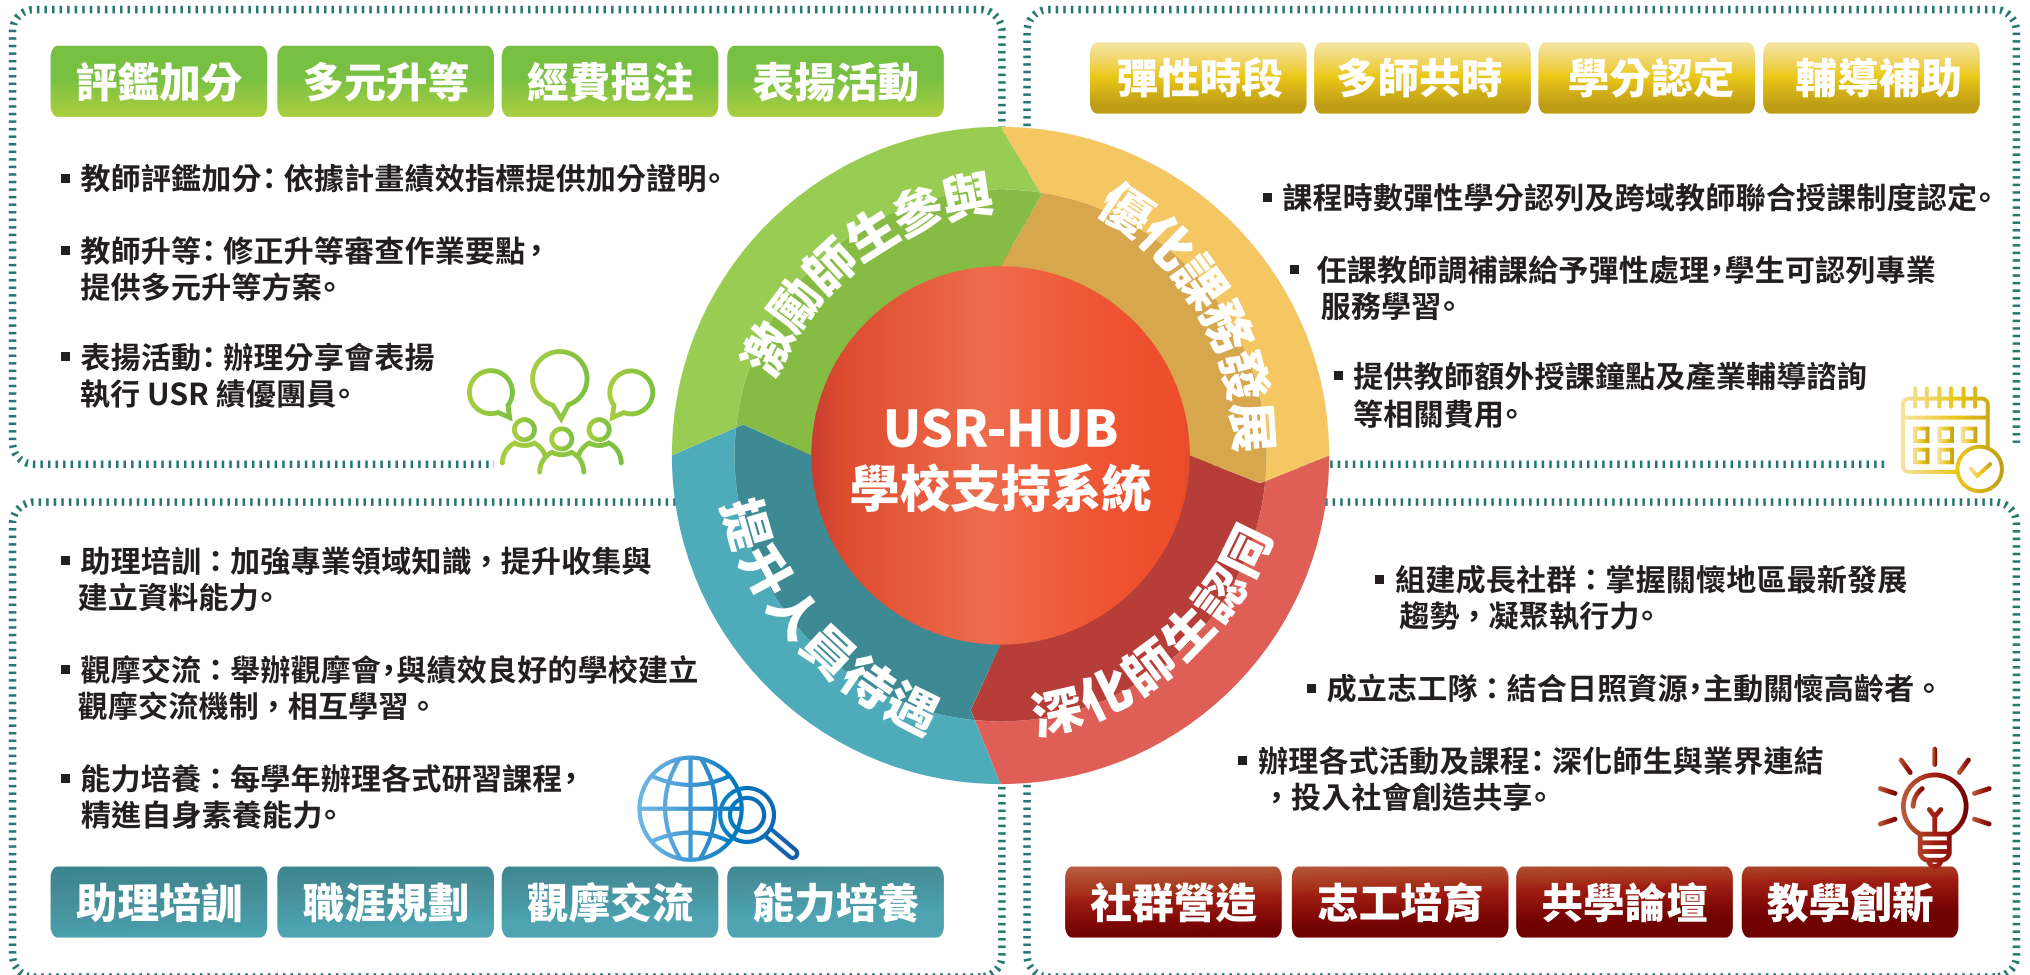 評鑑加分
多元升等
經費挹注
表揚活動
教師評鑑加分：依據計畫績效指標提供加分證明。
教師升等：修正升等審查作業要點，
提供多元升等方案。
表揚活動：辦理分享會表揚
執行 USR 績優團員。
彈性時段
多師共時
學分認定
輔導補助
課程時數彈性學分認列及跨域教師聯合授課制度認定。
任課教師調補課給予彈性處理，學生可認列專業
服務學習。
提供教師額外授課鐘點及產業輔導諮詢
等相關費用。
激勵師生參與
優化課務發展
USR-HUB
學校支持系統
提升人員待遇
深化師生認同
助理培訓：加強專業領域知識，提升收集與
建立資料能力。
觀摩交流：舉辦觀摩會，與績效良好的學校建立
觀摩交流機制，相互學習。
能力培養：每學年辦理各式研習課程，
精進自身素養能力。
助理培訓
職涯規劃
觀摩交流
能力培養
組建成長社群：掌握關懷地區最新發展
趨勢，凝聚執行力。
成立志工隊：結合日照資源，主動關懷高齡者。
辦理各式活動及課程：深化師生與業界連結
，投入社會創造共享。
社群營造
志工培育
共學論壇
教學創新